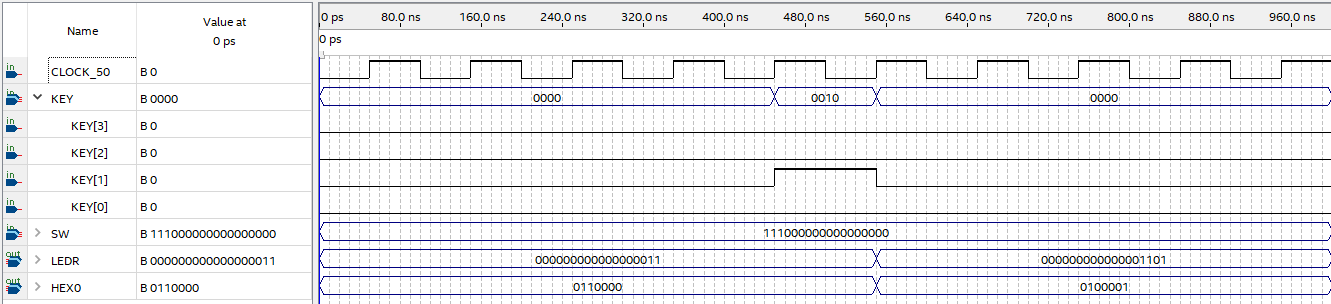 Name
Value at
0 ps
0 ps 80.0 ns 160.0 ns 240.0 ns 320.0 ns 400.0 ns 480.0 ns 560.0 ns 640.0 ns 720.0 ns 800.0 ns 880.0 ns 960.0 ns
0 ps
in CLOCK_50 B 0
in KEY B 0000 0000 0010 0000
in KEY[3] B 0
in KEY[2] B 0
in KEY[1] B 0
in KEY[0] B 0
in SW B 111000000000000000 111000000000000000
out LEDR B 000000000000000011 000000000000000011 000000000000001101
out HEX0 B 0110000 0110000 0100001